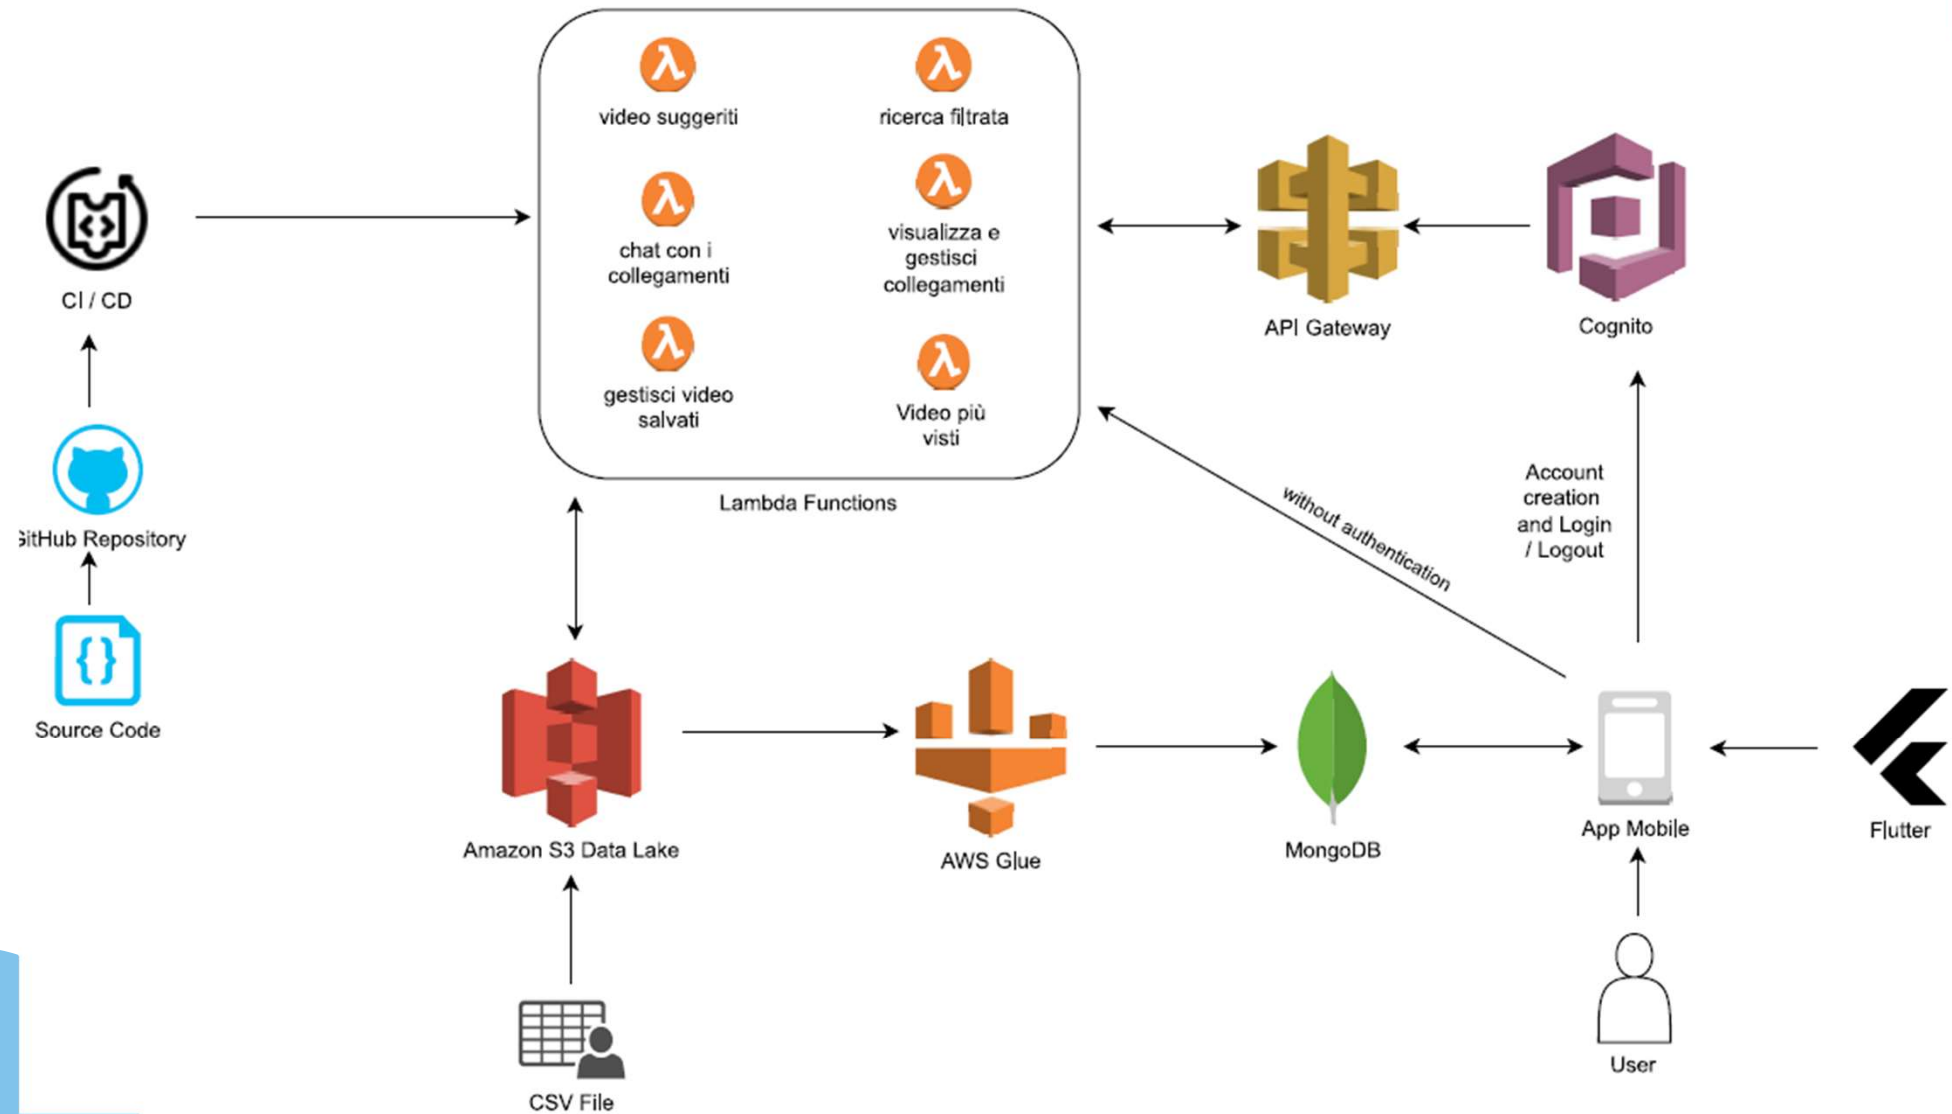 video suggeriti
ricerca filtrata
chat con i
collegamenti
visualizza e
gestisci
collegamenti
gestisci video
salvati
Video più
visti
Lambda Functions
CI / CD
GitHub Repository
Source Code
API Gateway
Cognito
without authentication
Account
creation
and Login
/ Logout
Amazon S3 Data Lake
AWS Glue
MongoDB
App Mobile
Flutter
User
CSV File